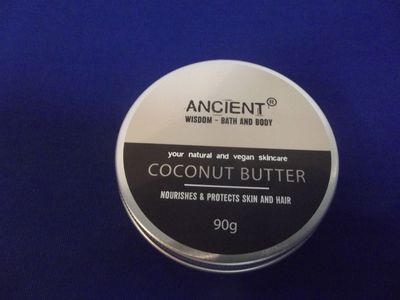 ANCIENT®
WISDOM - BATH AND BODY
your natural and vegan skincare
COCONUT BUTTER
NOURISHES & PROTECTS SKIN AND HAIR
90g